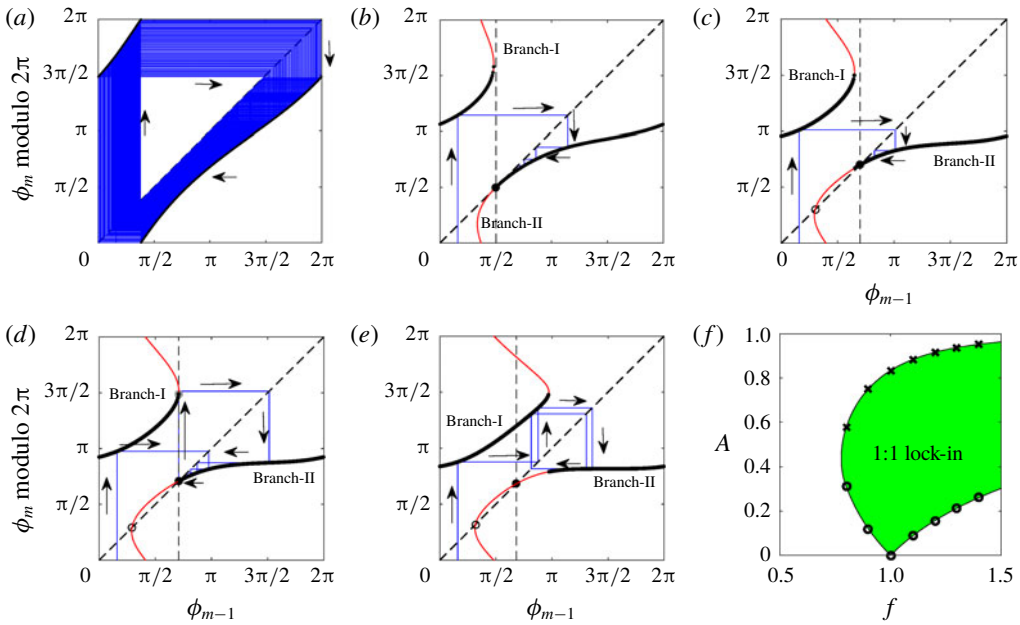 (a)
2π
3π/2
π
π/2
0
π/2
π
3π/2
2π
ϕm modulo 2π
(b)
2π
3π/2
π
π/2
0
π/2
π
3π/2
2π
Branch-I
Branch-II
(c)
2π
3π/2
π
π/2
0
π/2
π
3π/2
2π
Branch-I
Branch-II
ϕm−1
(d)
2π
3π/2
π
π/2
0
π/2
π
3π/2
2π
Branch-I
Branch-II
ϕm modulo 2π
ϕm−1
(e)
2π
3π/2
π
π/2
0
π/2
π
3π/2
2π
Branch-I
Branch-II
ϕm−1
(f)
1.0
0.8
0.6
0.4
0.2
0
0.5
1.0
1.5
A
1:1 lock-in
f